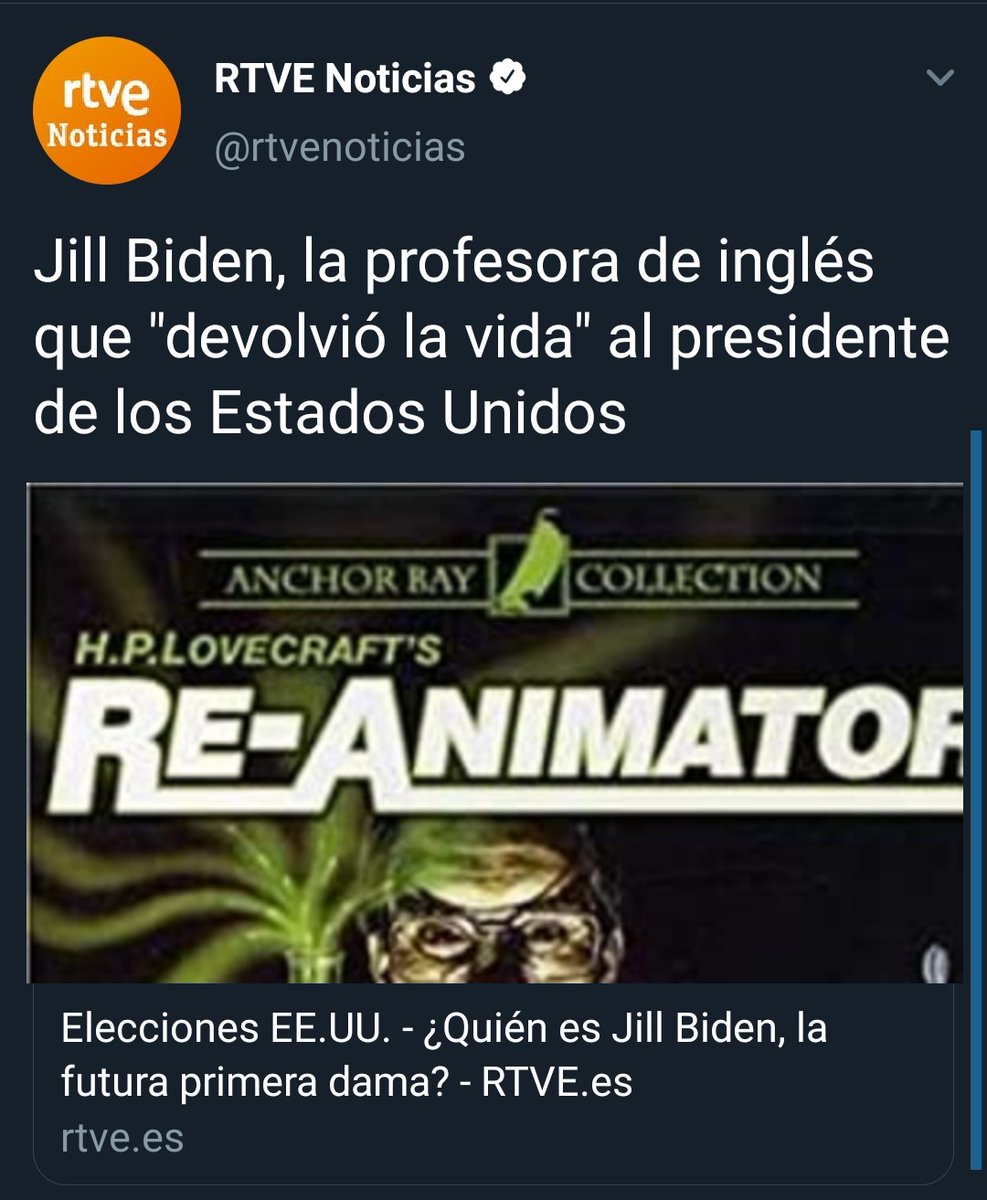 rtve
Noticias
RTVE Noticias
@rtvenoticias
Jill Biden, la profesora de inglés
que "devolvió la vida" al presidente
de los Estados Unidos
ANCHOR BAY COLLECTION
H.P.LOVECRAFT'S
RE-ANIMATOR
Elecciones EE.UU. - ¿Quién es Jill Biden, la
futura primera dama? - RTVE.es
rtve.es